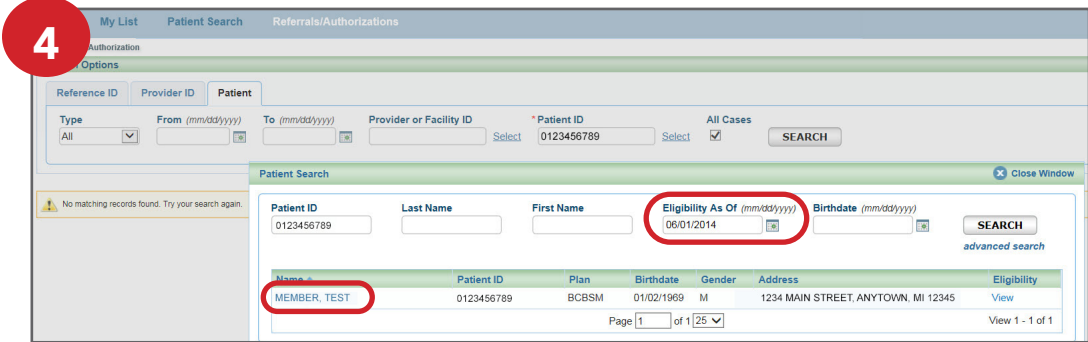 4
My List Patient Search Referrals/Authorizations
Authorization
Options
Reference ID Provider ID Patient
Type From (mm/dd/yyyy) To (mm/dd/yyyy) Provider or Facility ID *Patient ID All Cases
All Select 0123456789 Select SEARCH
Patient Search Close Window
No matching records found. Try your search again.
Patient ID Last Name First Name Eligibility As Of (mm/dd/yyyy) Birthdate (mm/dd/yyyy)
0123456789 06/01/2014 SEARCH
advanced search
Name Patient ID Plan Birthdate Gender Address Eligibility
MEMBER, TEST 0123456789 BCBSM 01/02/1969 M 1234 MAIN STREET, ANYTOWN, MI 12345 View
Page 1 of 1 25 View 1 - 1 of 1